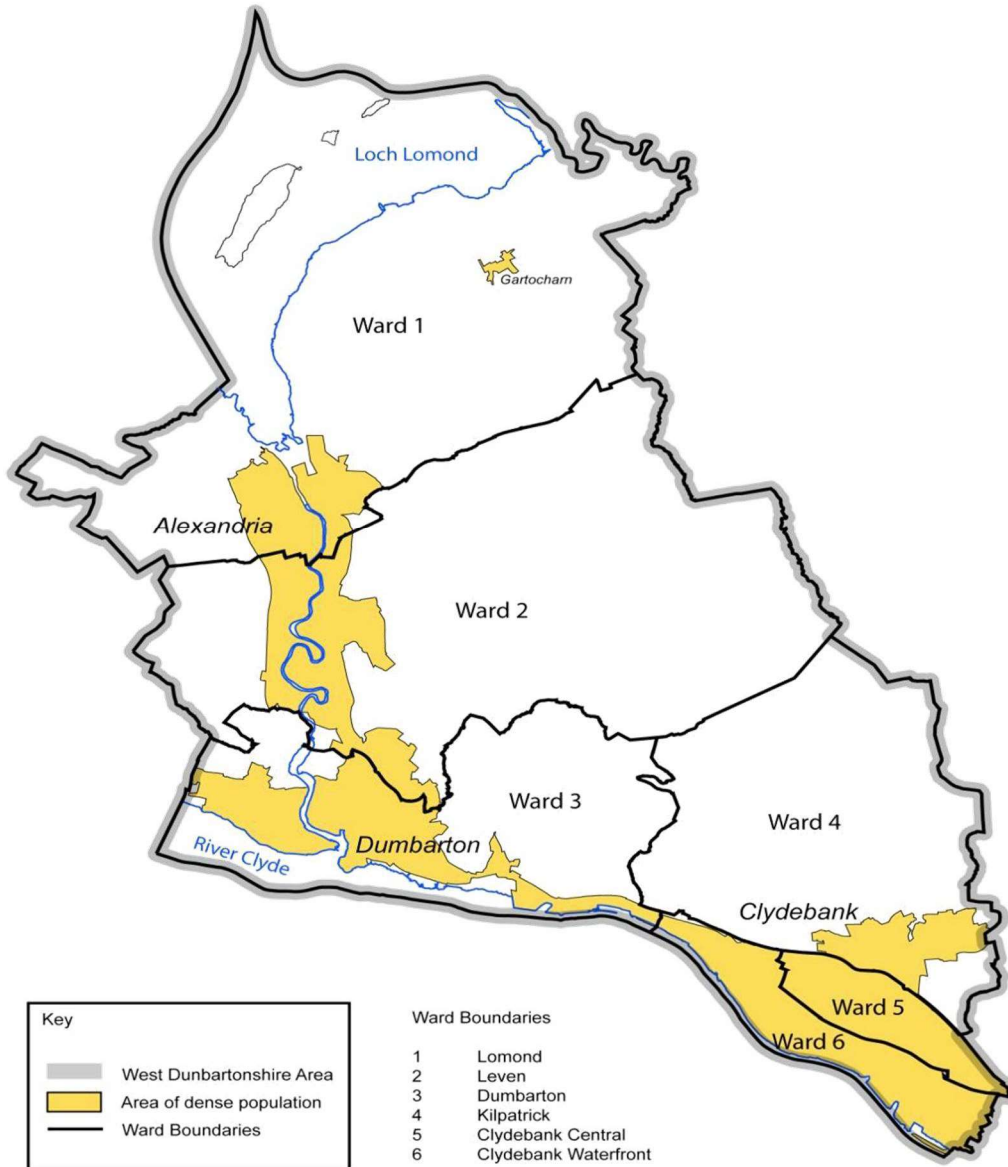 Loch Lomond
Gartocharn
Ward 1
Alexandria
Ward 2
Ward 3
Ward 4
River Clyde
Dumbarton
Clydebank
Ward 5
Ward 6
Key
West Dunbartonshire Area
Area of dense population
Ward Boundaries
Ward Boundaries
1 Lomond
2 Leven
3 Dumbarton
4 Kilpatrick
5 Clydebank Central
6 Clydebank Waterfront